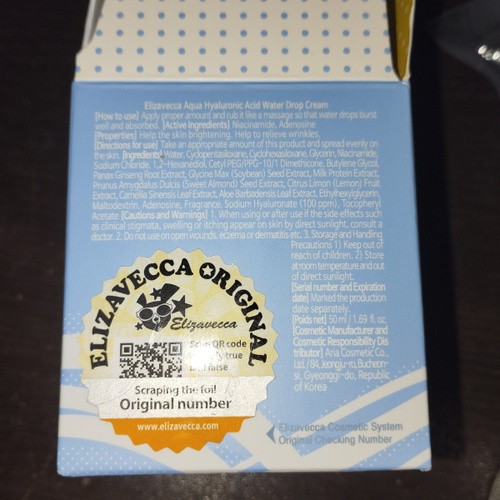 Elizavecca Aqua Hyaluronic Acid Water Drop Cream
[How to use] Apply proper amount and rub it like a massage so that water drops burst
well and absorbed. [Active Ingredients] Niacinamide, Adenosine
[Properties] Help the skin brightening. Help to relieve wrinkles.
[Directions for use] Take an appropriate amount of this product and spread evenly on
the skin. [Ingredients] Water, Cyclopentasiloxane, Cyclohexasiloxane, Glycerin, Niacinamide,
Sodium Chloride, 1,2-Hexanediol, Cetyl PEG/PPG-10/1 Dimethicone, Butylene Glycol,
Panax Ginseng Root Extract, Glycine Max (Soybean) Seed Extract, Milk Protein Extract,
Prunus Amygdalus Dulcis (Sweet Almond) Seed Extract, Citrus Limon (Lemon) Fruit
Extract, Camellia Sinensis Leaf Extract, Aloe Barbadensis Leaf Extract, Ethylhexylglycerin,
Maltodextrin, Adenosine, Fragrance, Sodium Hyaluronate (100 ppm), Tocopheryl
Acetate [Cautions and Warnings] 1. When using or after use if the side effects such
as clinical stigmata, swelling or itching appear on skin by direct sunlight, consult a
doctor. 2. Do not use on open wounds, eczema or dermatitis etc. 3. Storage and Handling
Precautions 1) Keep out of
reach of children. 2) Store
at room temperature and out
of direct sunlight.
[Serial number and Expiration
date] Marked the production
date separately.
[Poids net] 50 ml / 1.69 fl. oz.
[Cosmetic Manufacturer and
Cosmetic Responsibility Dis
tributor] Aria Cosmetic Co.,
Ltd. / 84, Jeongju-ro, Bucheon-
si, Gyeonggi-do, Republic
of Korea
ELIZAVECCA ORIGINAL
Elizavecca
QR code
true
false
Scraping the foil
Original number
www.elizavecca.com
Elizavecca Cosmetic System
Original Checking Number